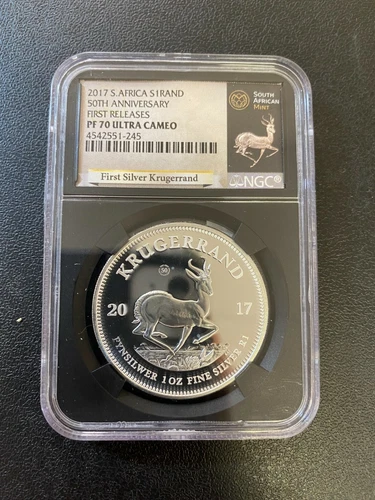 2017 S.AFRICA S1RAND
50TH ANNIVERSARY
FIRST RELEASES
PF 70 ULTRA CAMEO
4542551-245
First Silver Krugerrand
SOUTH
AFRICAN
MINT
NGC®
KRUGERRAND
50
20 17
FYNSILWER 1 OZ FINE SILVER R1